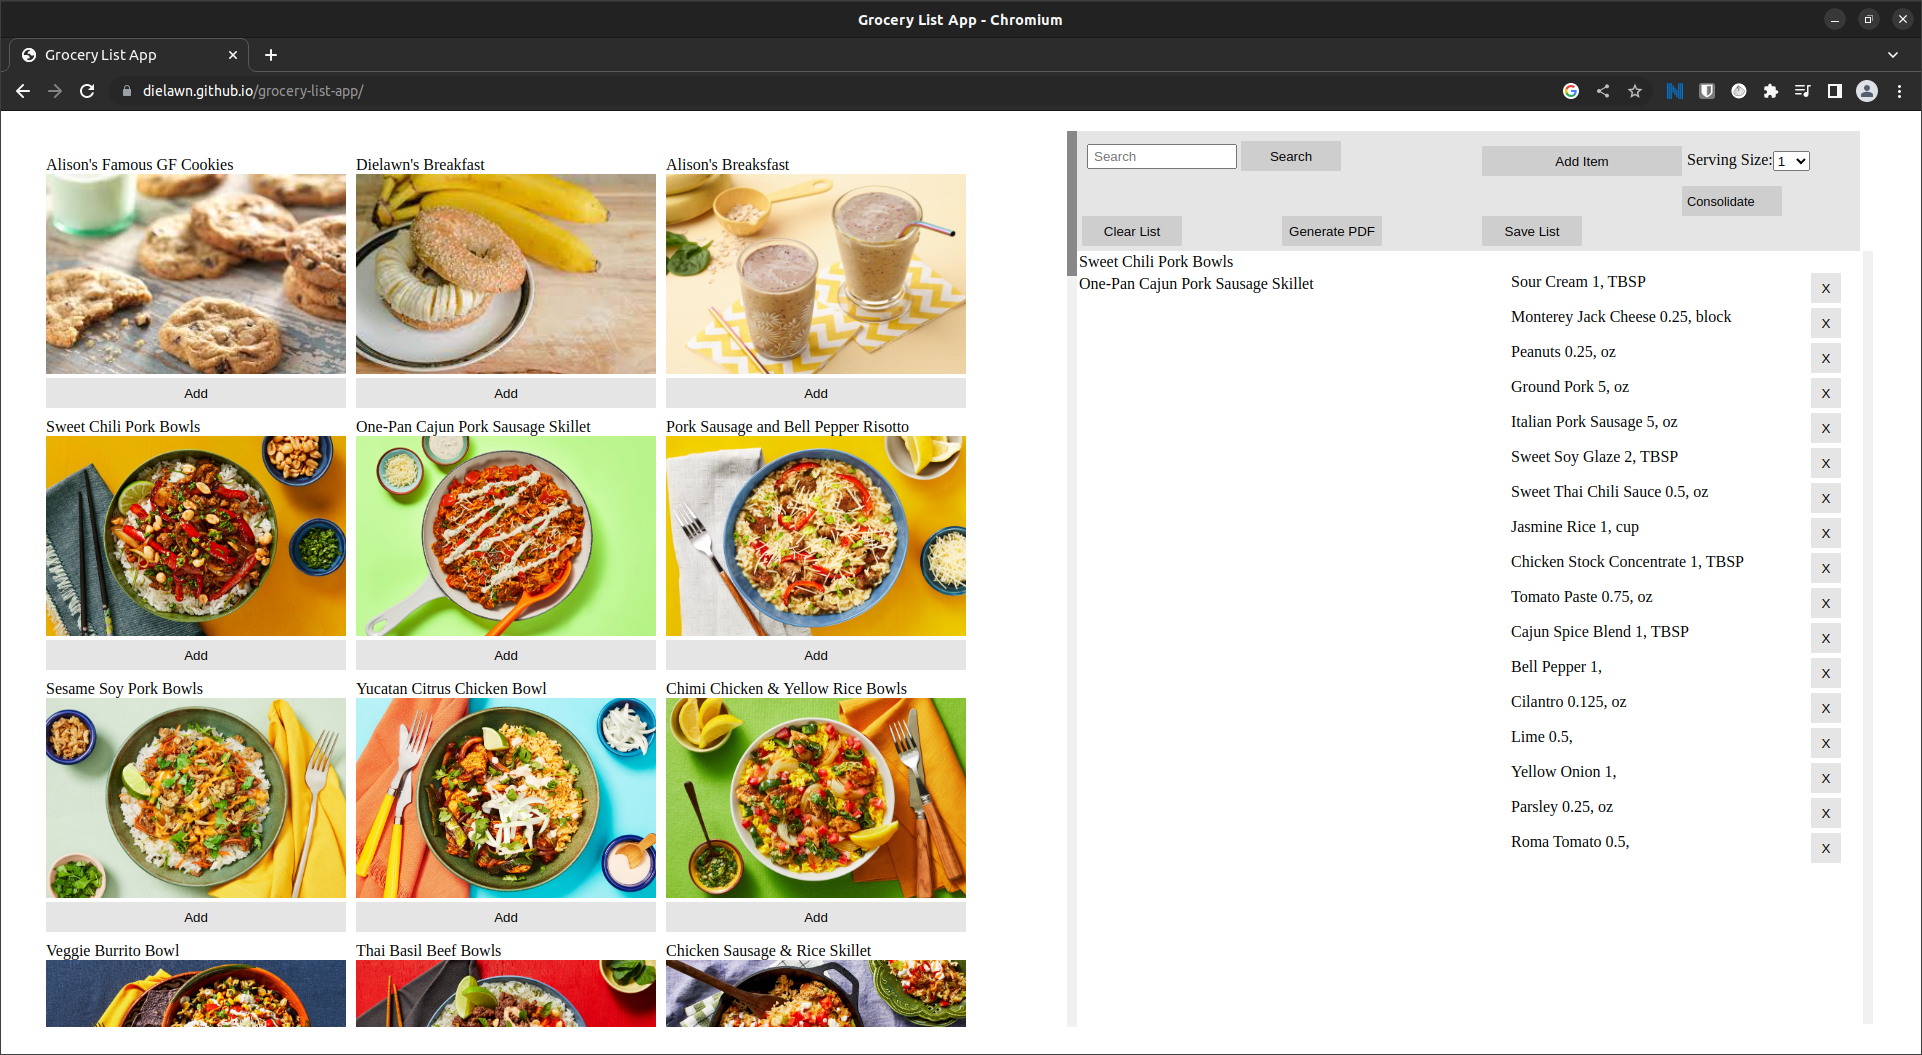 Grocery List App - Chromium
Grocery List App
dielawn.github.io/grocery-list-app/
Alison's Famous GF Cookies
Dielawn's Breakfast
Alison's Breaksfast
Add
Add
Add
Sweet Chili Pork Bowls
One-Pan Cajun Pork Sausage Skillet
Pork Sausage and Bell Pepper Risotto
Add
Add
Add
Sesame Soy Pork Bowls
Yucatan Citrus Chicken Bowl
Chimi Chicken & Yellow Rice Bowls
Add
Add
Add
Veggie Burrito Bowl
Thai Basil Beef Bowls
Chicken Sausage & Rice Skillet
Search
Search
Add Item
Serving Size: 1
Consolidate
Clear List
Generate PDF
Save List
Sweet Chili Pork Bowls
One-Pan Cajun Pork Sausage Skillet
Sour Cream 1, TBSP X
Monterey Jack Cheese 0.25, block X
Peanuts 0.25, oz X
Ground Pork 5, oz X
Italian Pork Sausage 5, oz X
Sweet Soy Glaze 2, TBSP X
Sweet Thai Chili Sauce 0.5, oz X
Jasmine Rice 1, cup X
Chicken Stock Concentrate 1, TBSP X
Tomato Paste 0.75, oz X
Cajun Spice Blend 1, TBSP X
Bell Pepper 1, X
Cilantro 0.125, oz X
Lime 0.5, X
Yellow Onion 1, X
Parsley 0.25, oz X
Roma Tomato 0.5, X